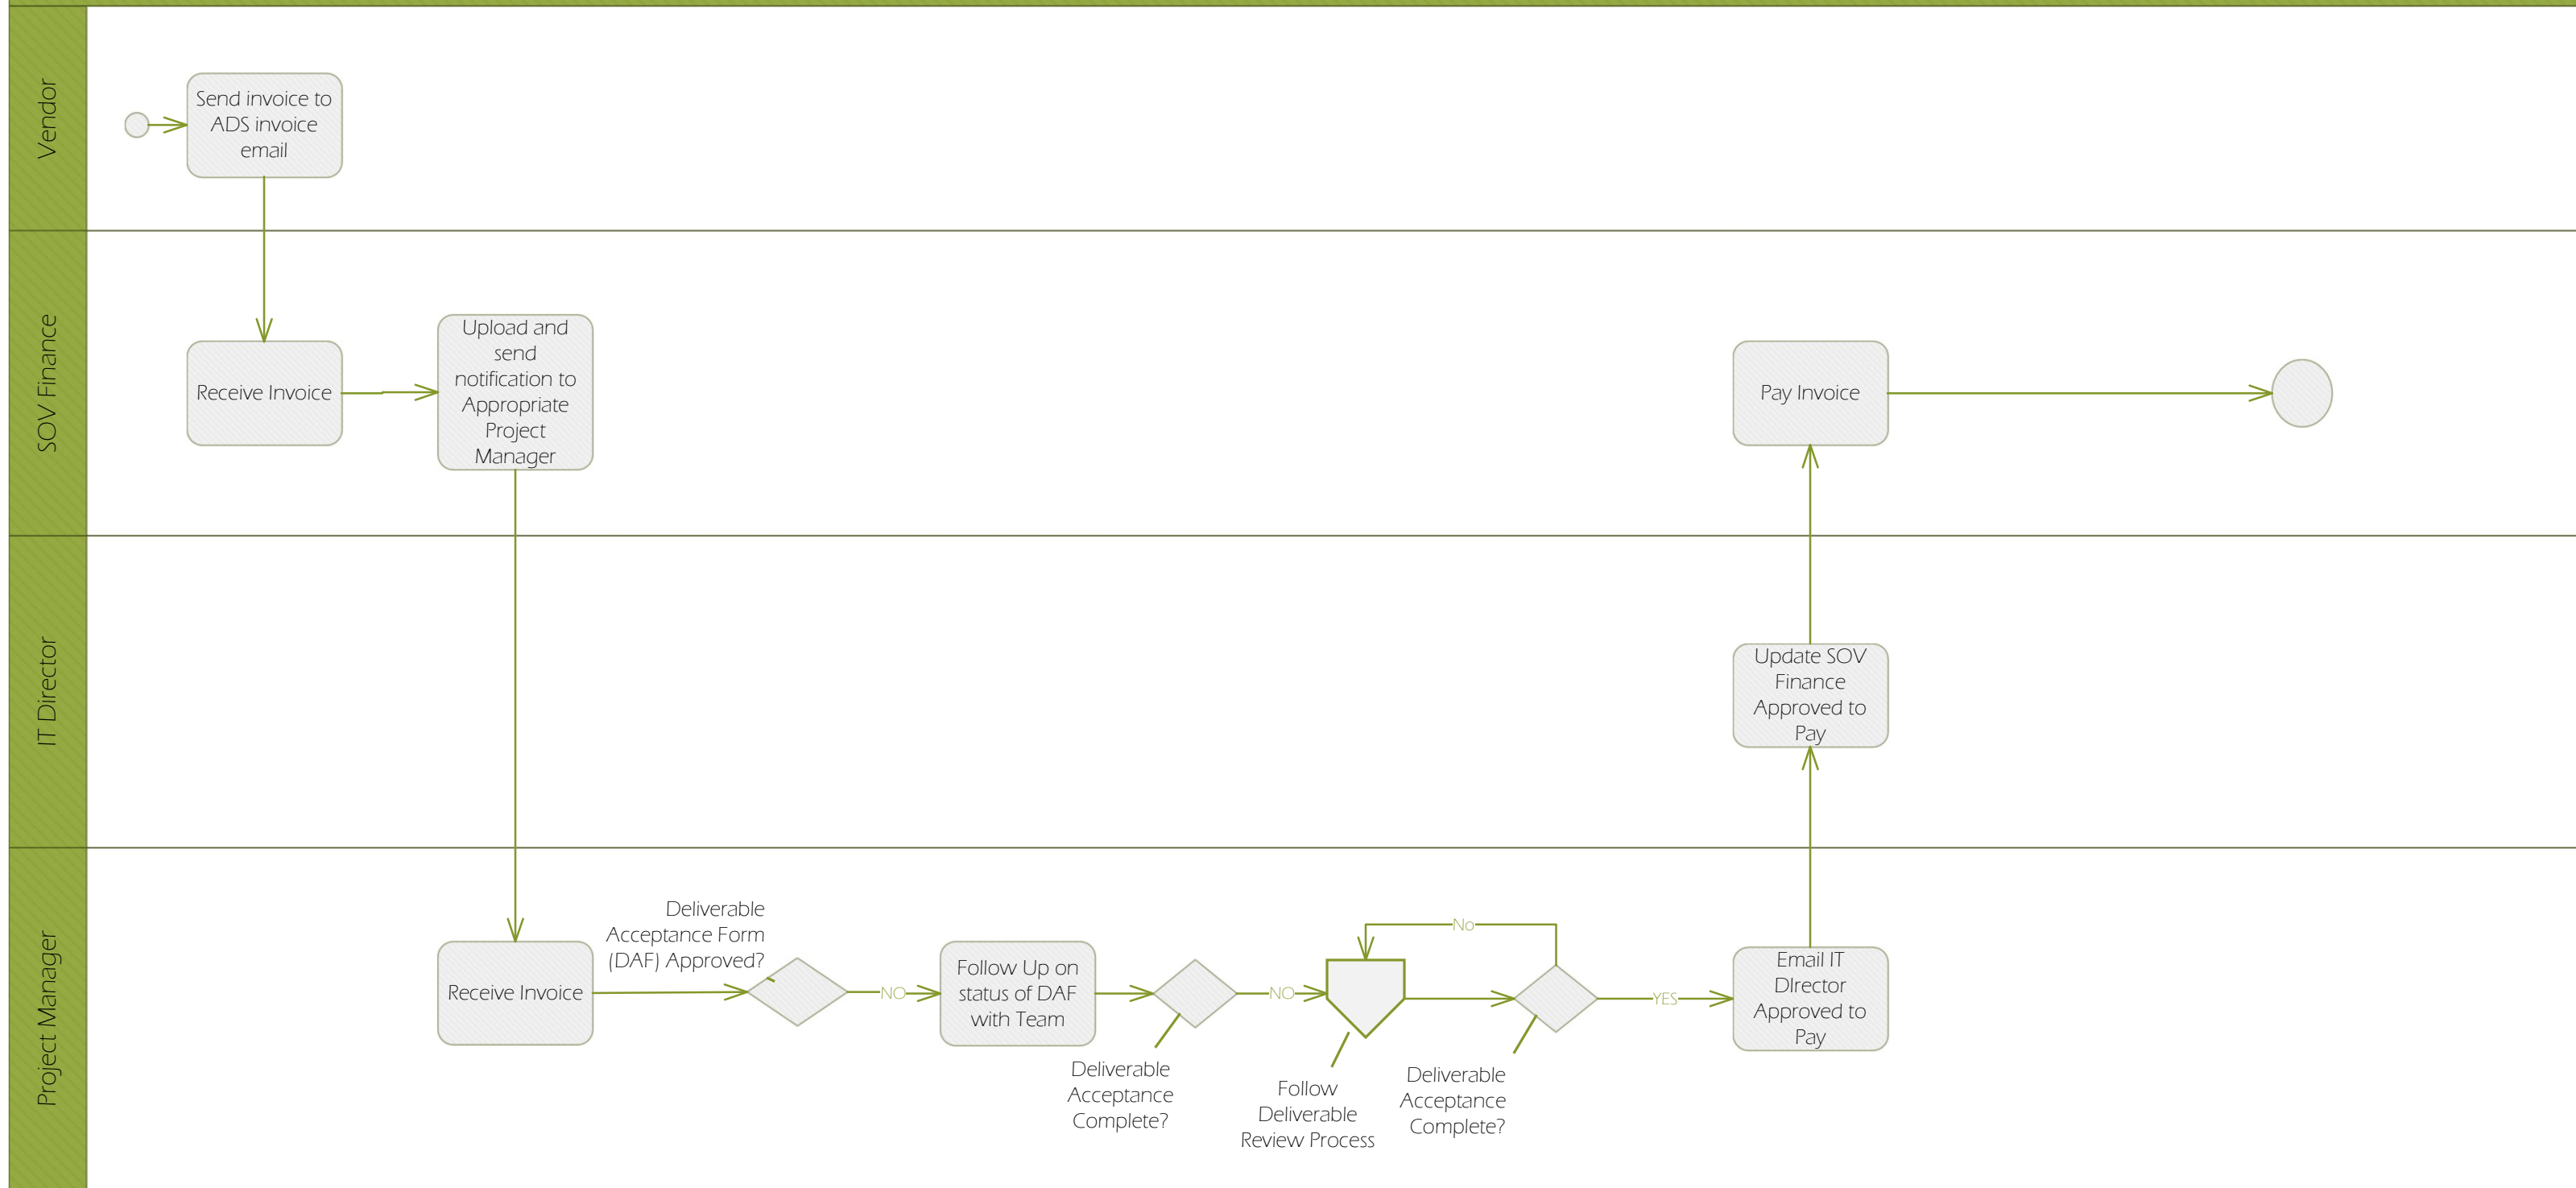 Vendor
Send invoice to
ADS invoice
email
SOV Finance
Receive Invoice
Upload and
send
notification to
Appropriate
Project
Manager
Pay Invoice
IT Director
Update SOV
Finance
Approved to
Pay
Project Manager
Receive Invoice
Deliverable
Acceptance Form
(DAF) Approved?
NO
Follow Up on
status of DAF
with Team
Deliverable
Acceptance
Complete?
NO
Follow
Deliverable
Review Process
No
Deliverable
Acceptance
Complete?
YES
Email IT
DIrector
Approved to
Pay